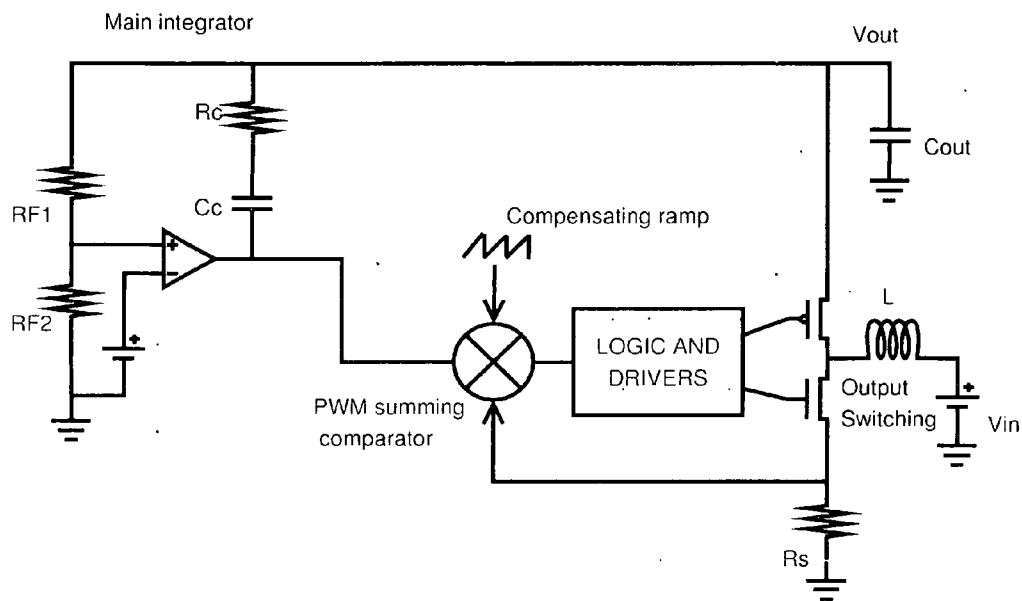 Main integrator
Vout
Rc
Cout
RF1
Cc
Compensating ramp
+
−
L
RF2
+
LOGIC AND
DRIVERS
PWM summing
comparator
Output
Switching
+
Vin
Rs